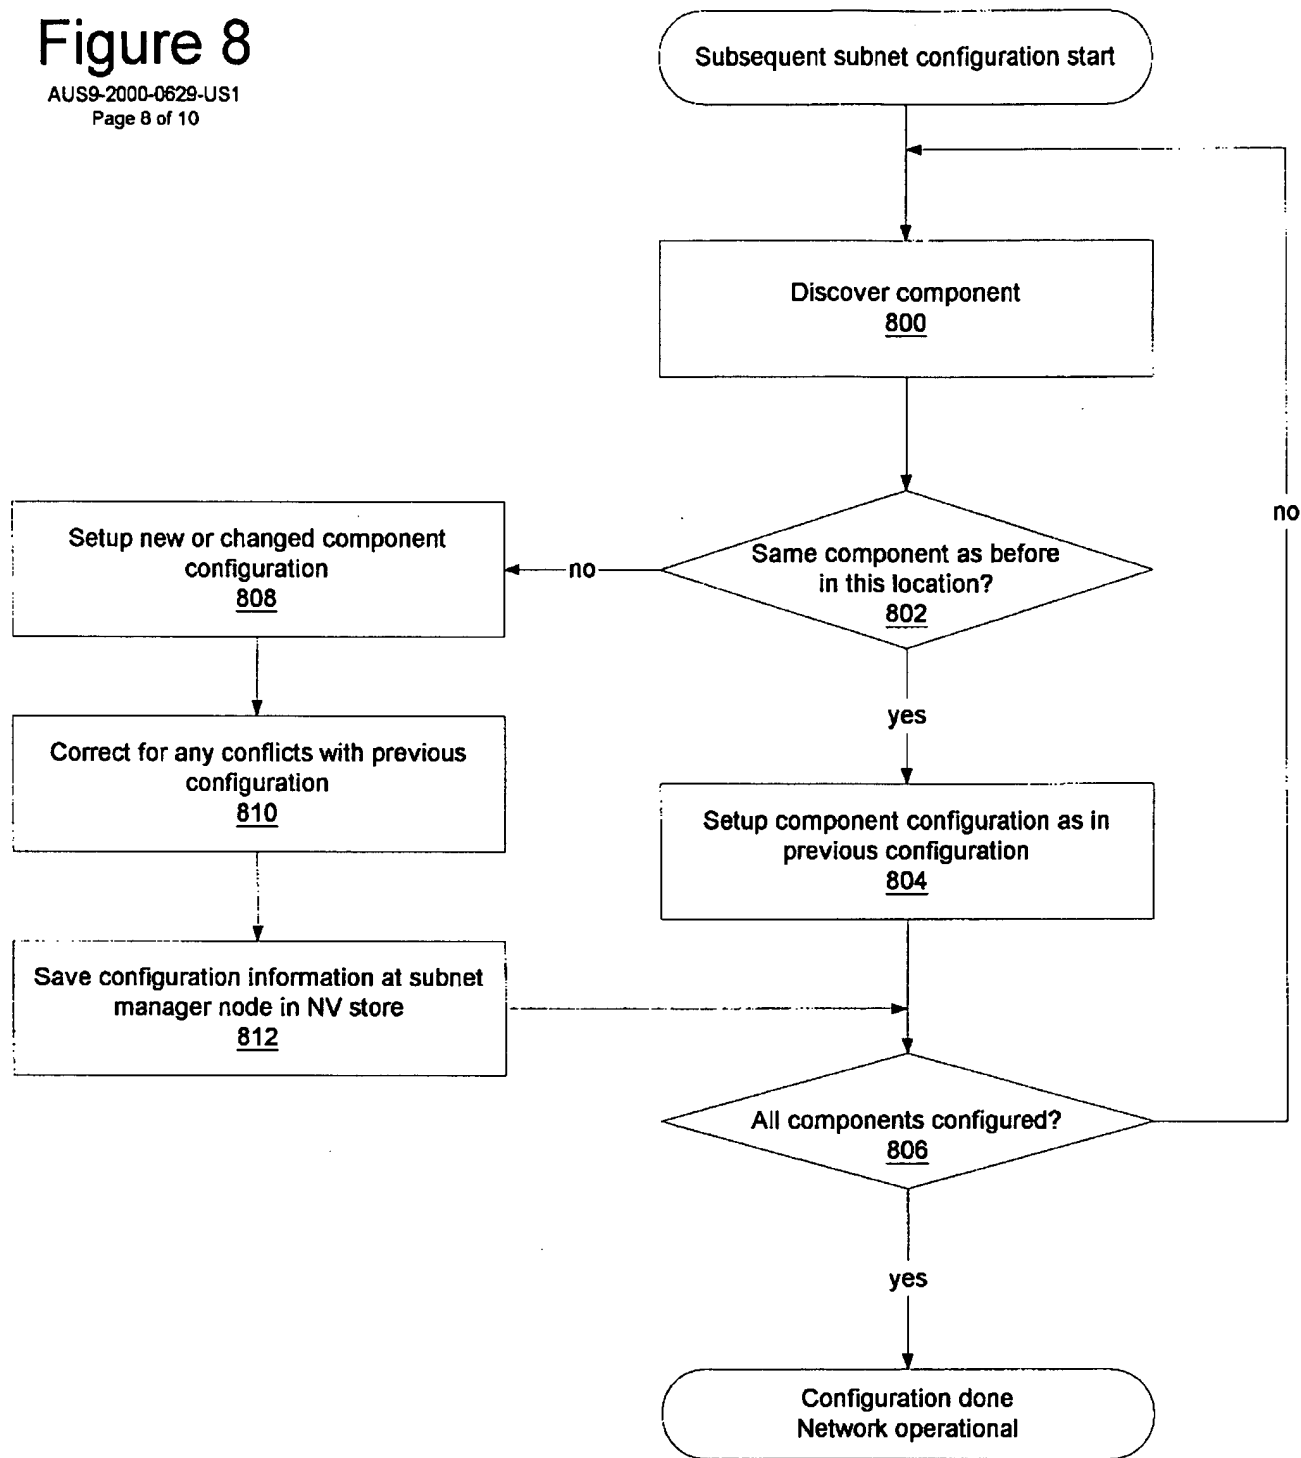 Figure 8
AUS9-2000-0629-US1
Page 8 of 10
Subsequent subnet configuration start
Discover component
800
Same component as before
in this location?
802
no
yes
Setup new or changed component
configuration
808
Correct for any conflicts with previous
configuration
810
Save configuration information at subnet
manager node in NV store
812
Setup component configuration as in
previous configuration
804
All components configured?
806
no
yes
Configuration done
Network operational